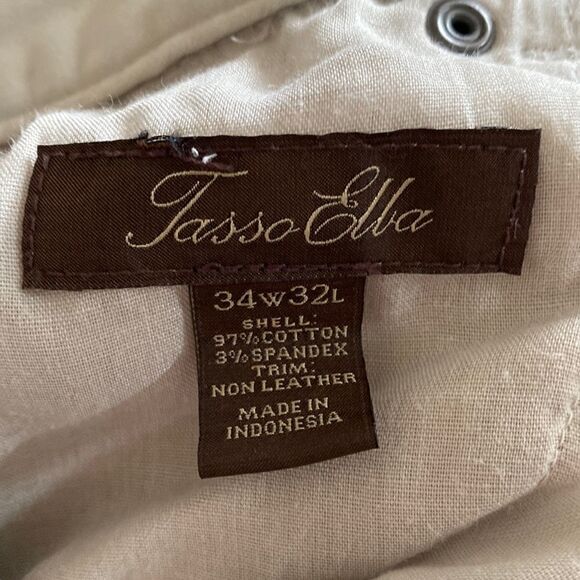 Tasso Elba
34W32L
SHELL:
97% COTTON
3% SPANDEX
TRIM:
NON LEATHER
MADE IN
INDONESIA